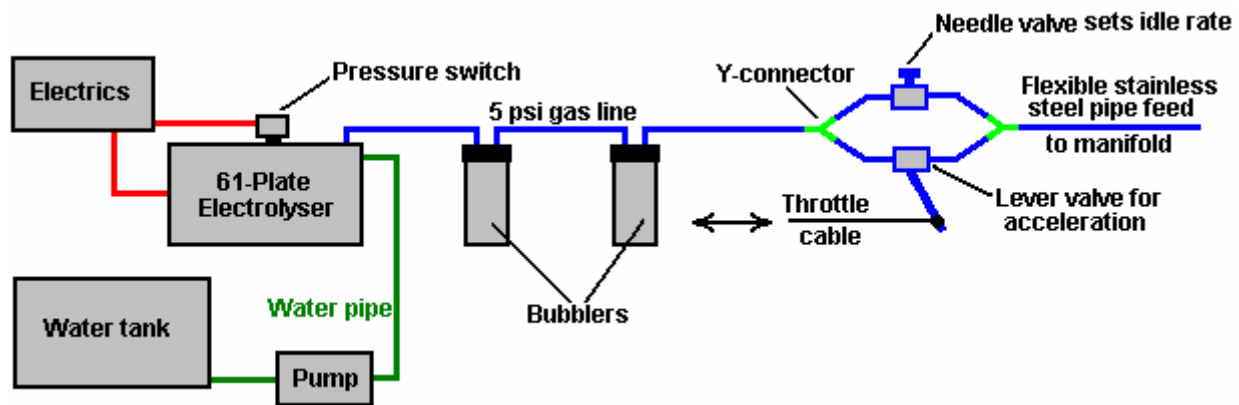 Needle valve sets idle rate
Pressure switch
Y-connector
Electrics
5 psi gas line
Flexible stainless
steel pipe feed
to manifold
61-Plate
Electrolyser
Throttle
cable
Lever valve for
acceleration
Water pipe
Bubblers
Water tank
Pump